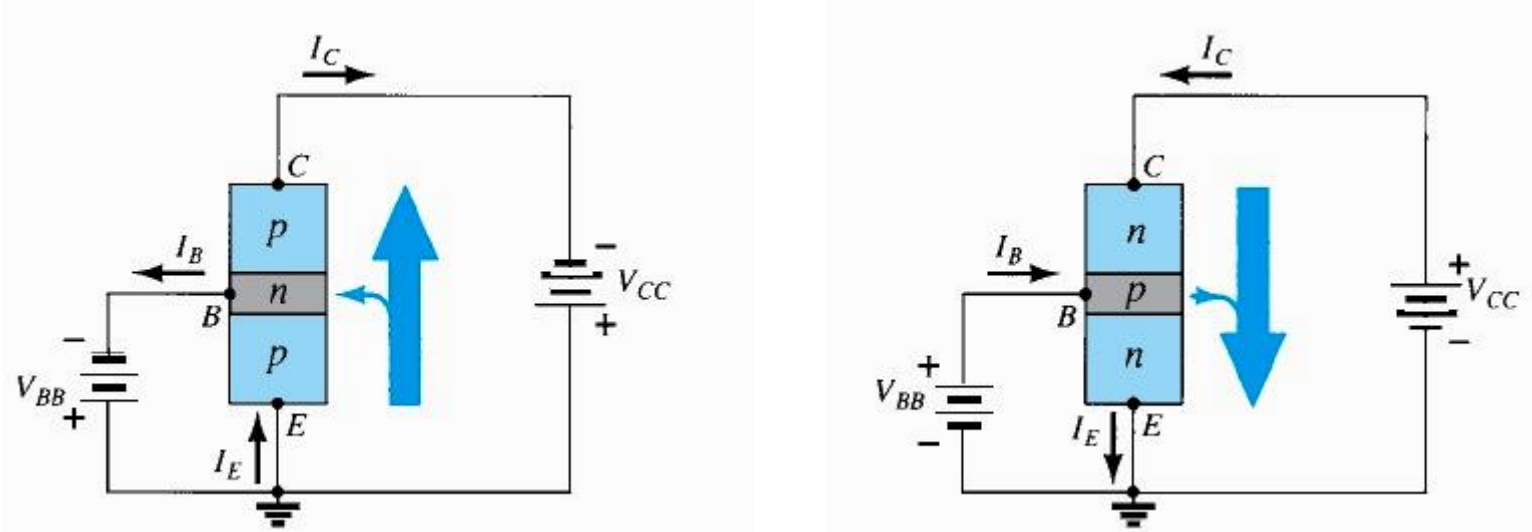 I_C
C
p
I_B
n
B
p
-
V_BB
+
E
I_E
-
V_CC
+
I_C
C
n
I_B
p
B
n
+
V_BB
-
I_E
E
+
V_CC
-